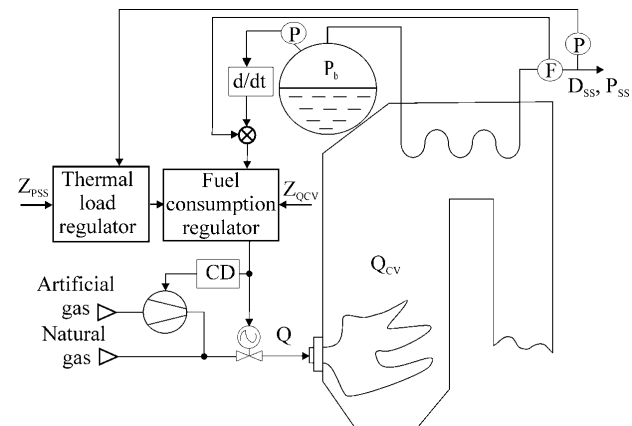 P
P
d/dt
P_b
F
D_SS, P_SS
Z_PSS
Thermal
load
regulator
Fuel
consumption
regulator
Z_QCV
CD
Q_CV
Artificial
gas
Natural
gas
Q